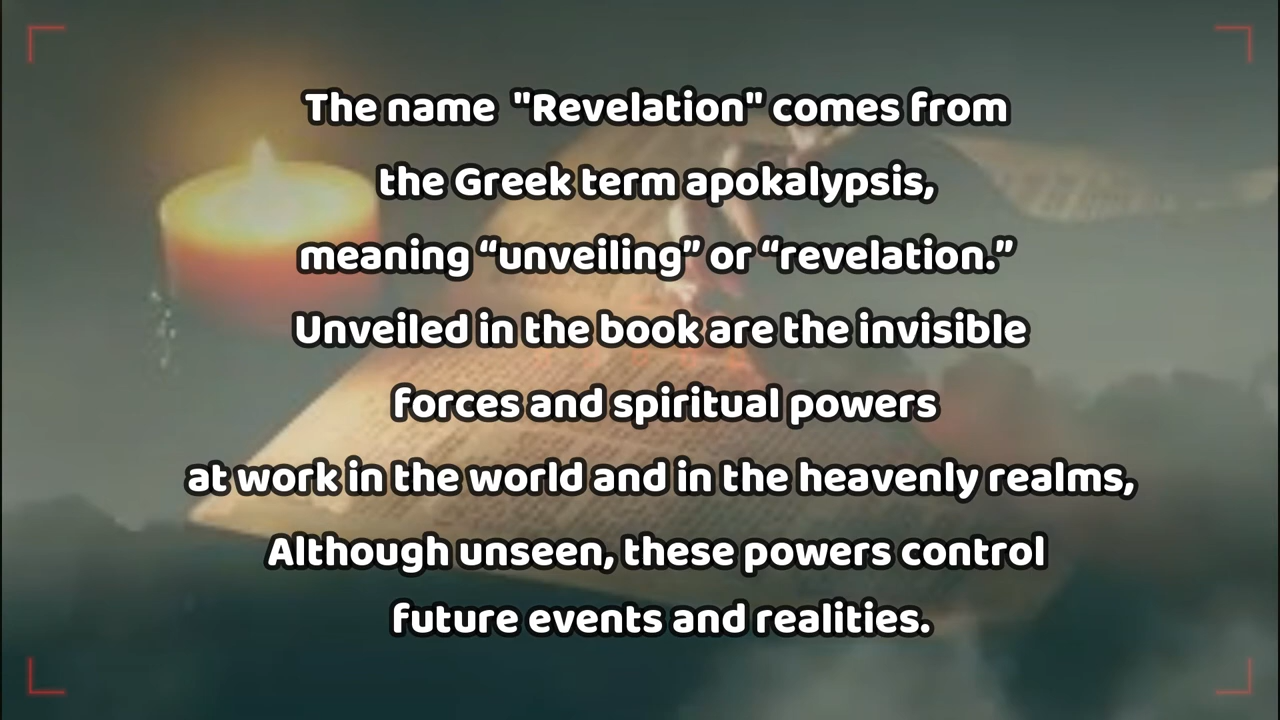 The name "Revelation" comes from
the Greek term apokalypsis,
meaning “unveiling” or “revelation.”
Unveiled in the book are the invisible
forces and spiritual powers
at work in the world and in the heavenly realms,
Although unseen, these powers control
future events and realities.